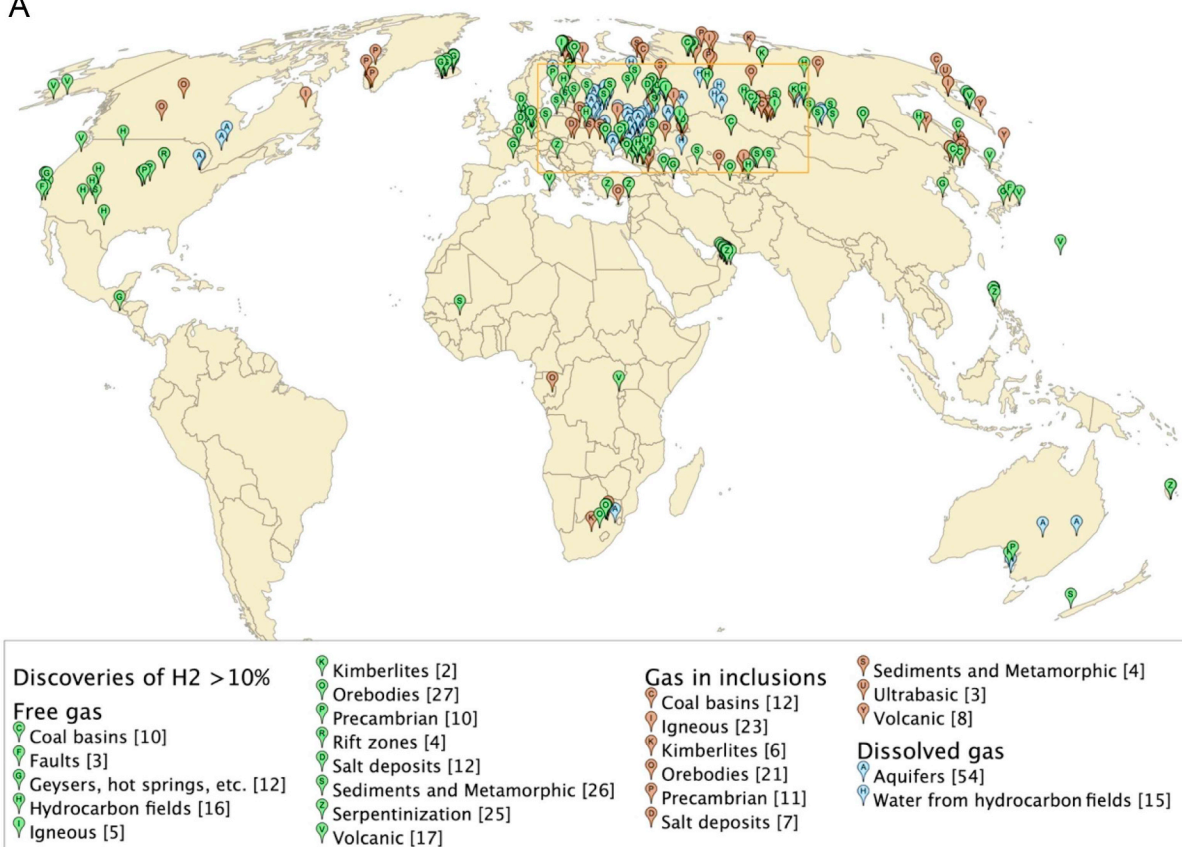 A
Discoveries of H2 >10%
Free gas
C Coal basins [10]
F Faults [3]
G Geysers, hot springs, etc. [12]
H Hydrocarbon fields [16]
I Igneous [5]
K Kimberlites [2]
O Orebodies [27]
P Precambrian [10]
R Rift zones [4]
D Salt deposits [12]
S Sediments and Metamorphic [26]
Z Serpentinization [25]
V Volcanic [17]
Gas in inclusions
C Coal basins [12]
I Igneous [23]
K Kimberlites [6]
O Orebodies [21]
P Precambrian [11]
D Salt deposits [7]
S Sediments and Metamorphic [4]
U Ultrabasic [3]
Y Volcanic [8]
Dissolved gas
A Aquifers [54]
H Water from hydrocarbon fields [15]